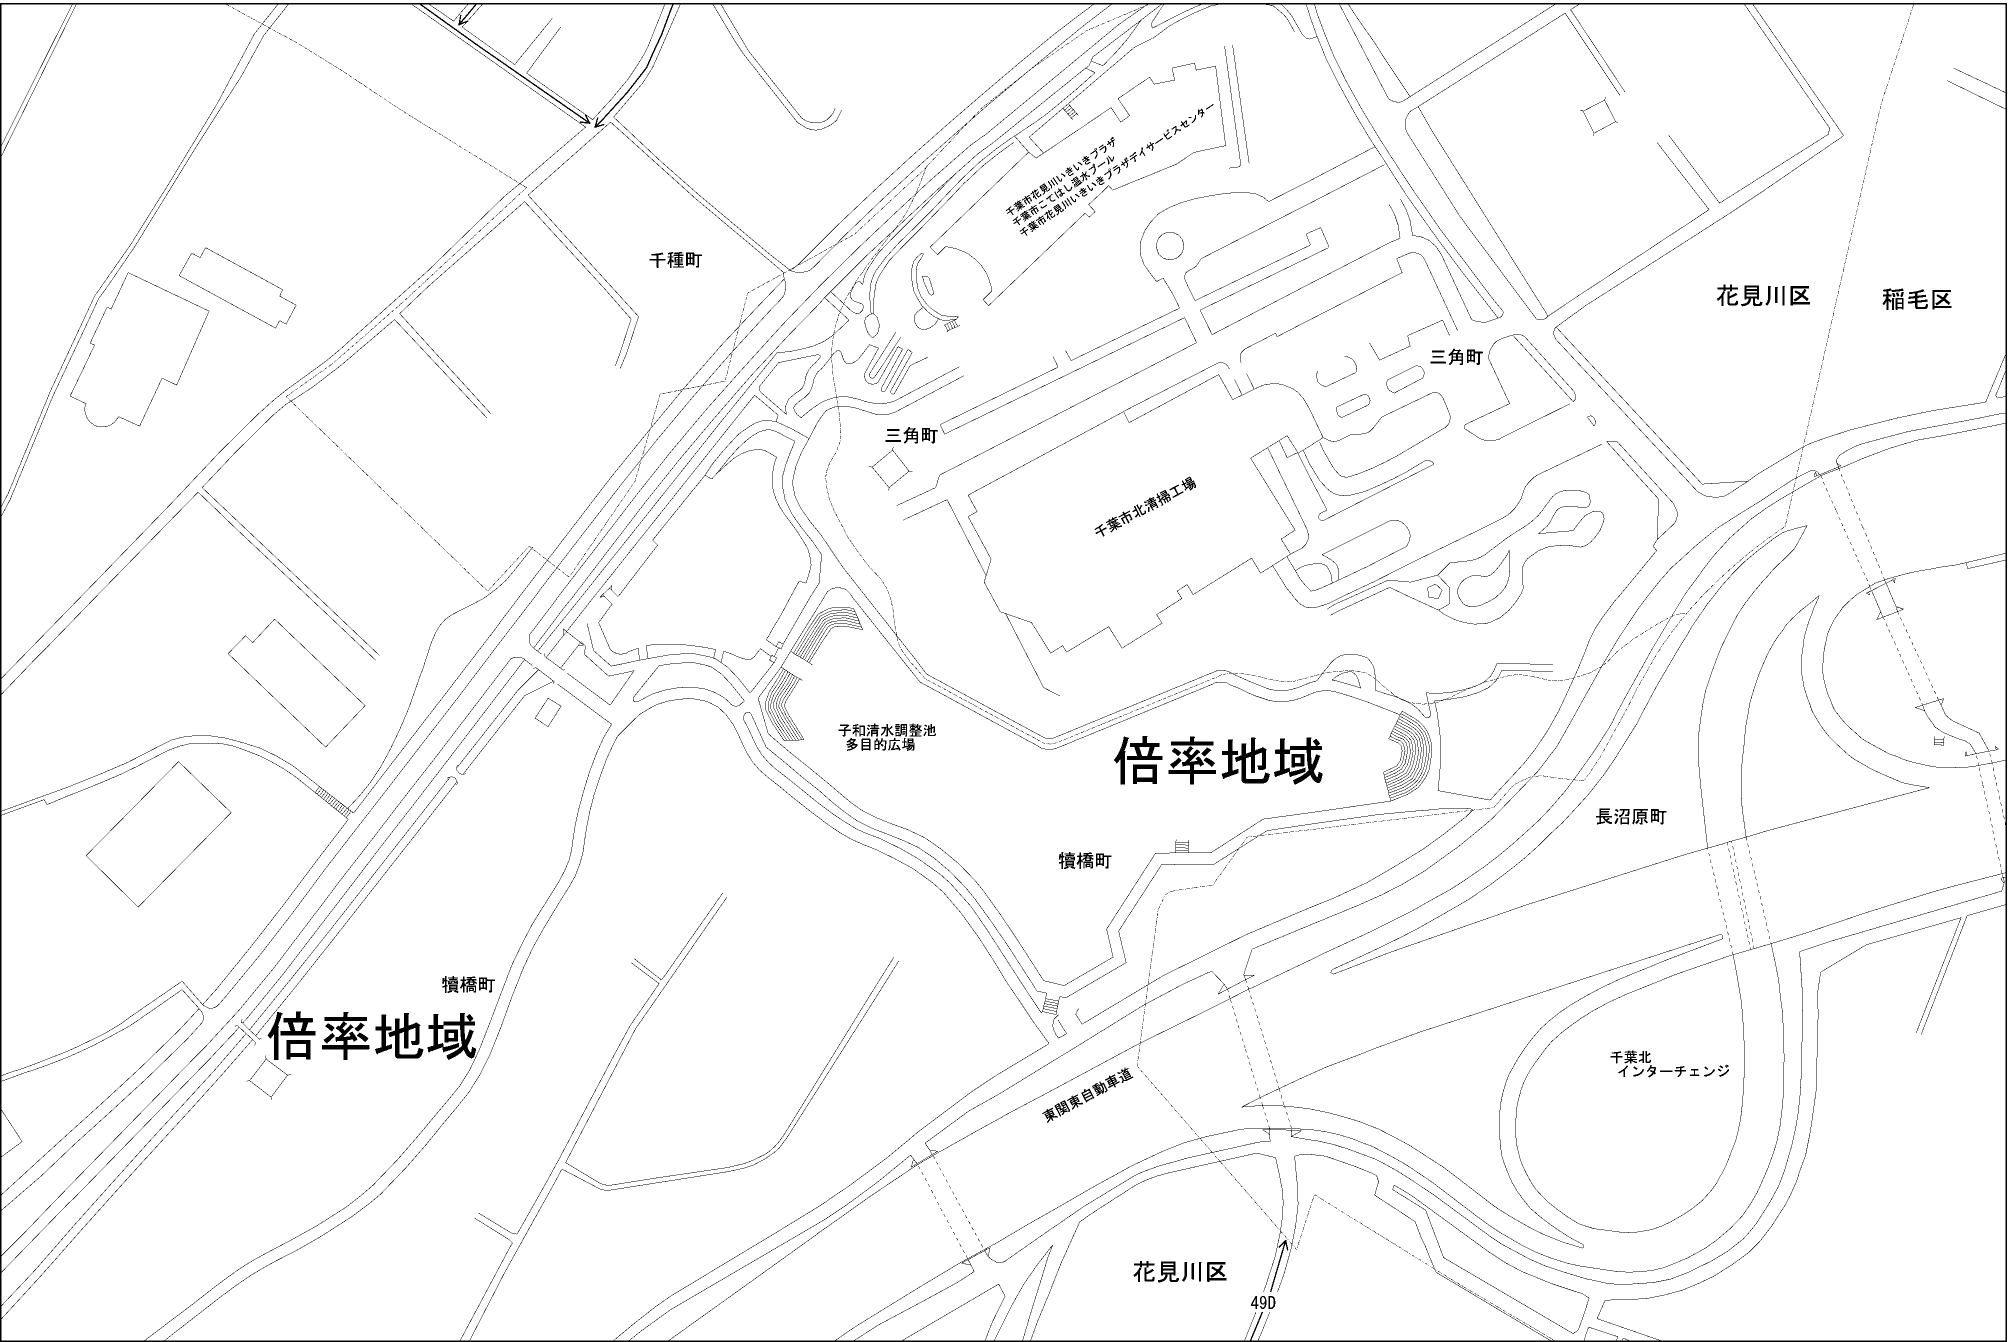 千葉市花見川いきいきプラザ
千葉市こてはし温水プール
千葉市花見川いきいきプラザデイサービスセンター
千種町
花見川区
稲毛区
三角町
三角町
千葉市北清掃工場
子和清水調整池
多目的広場
倍率地域
長沼原町
犢橋町
犢橋町
倍率地域
千葉北
インターチェンジ
東関東自動車道
花見川区
49D